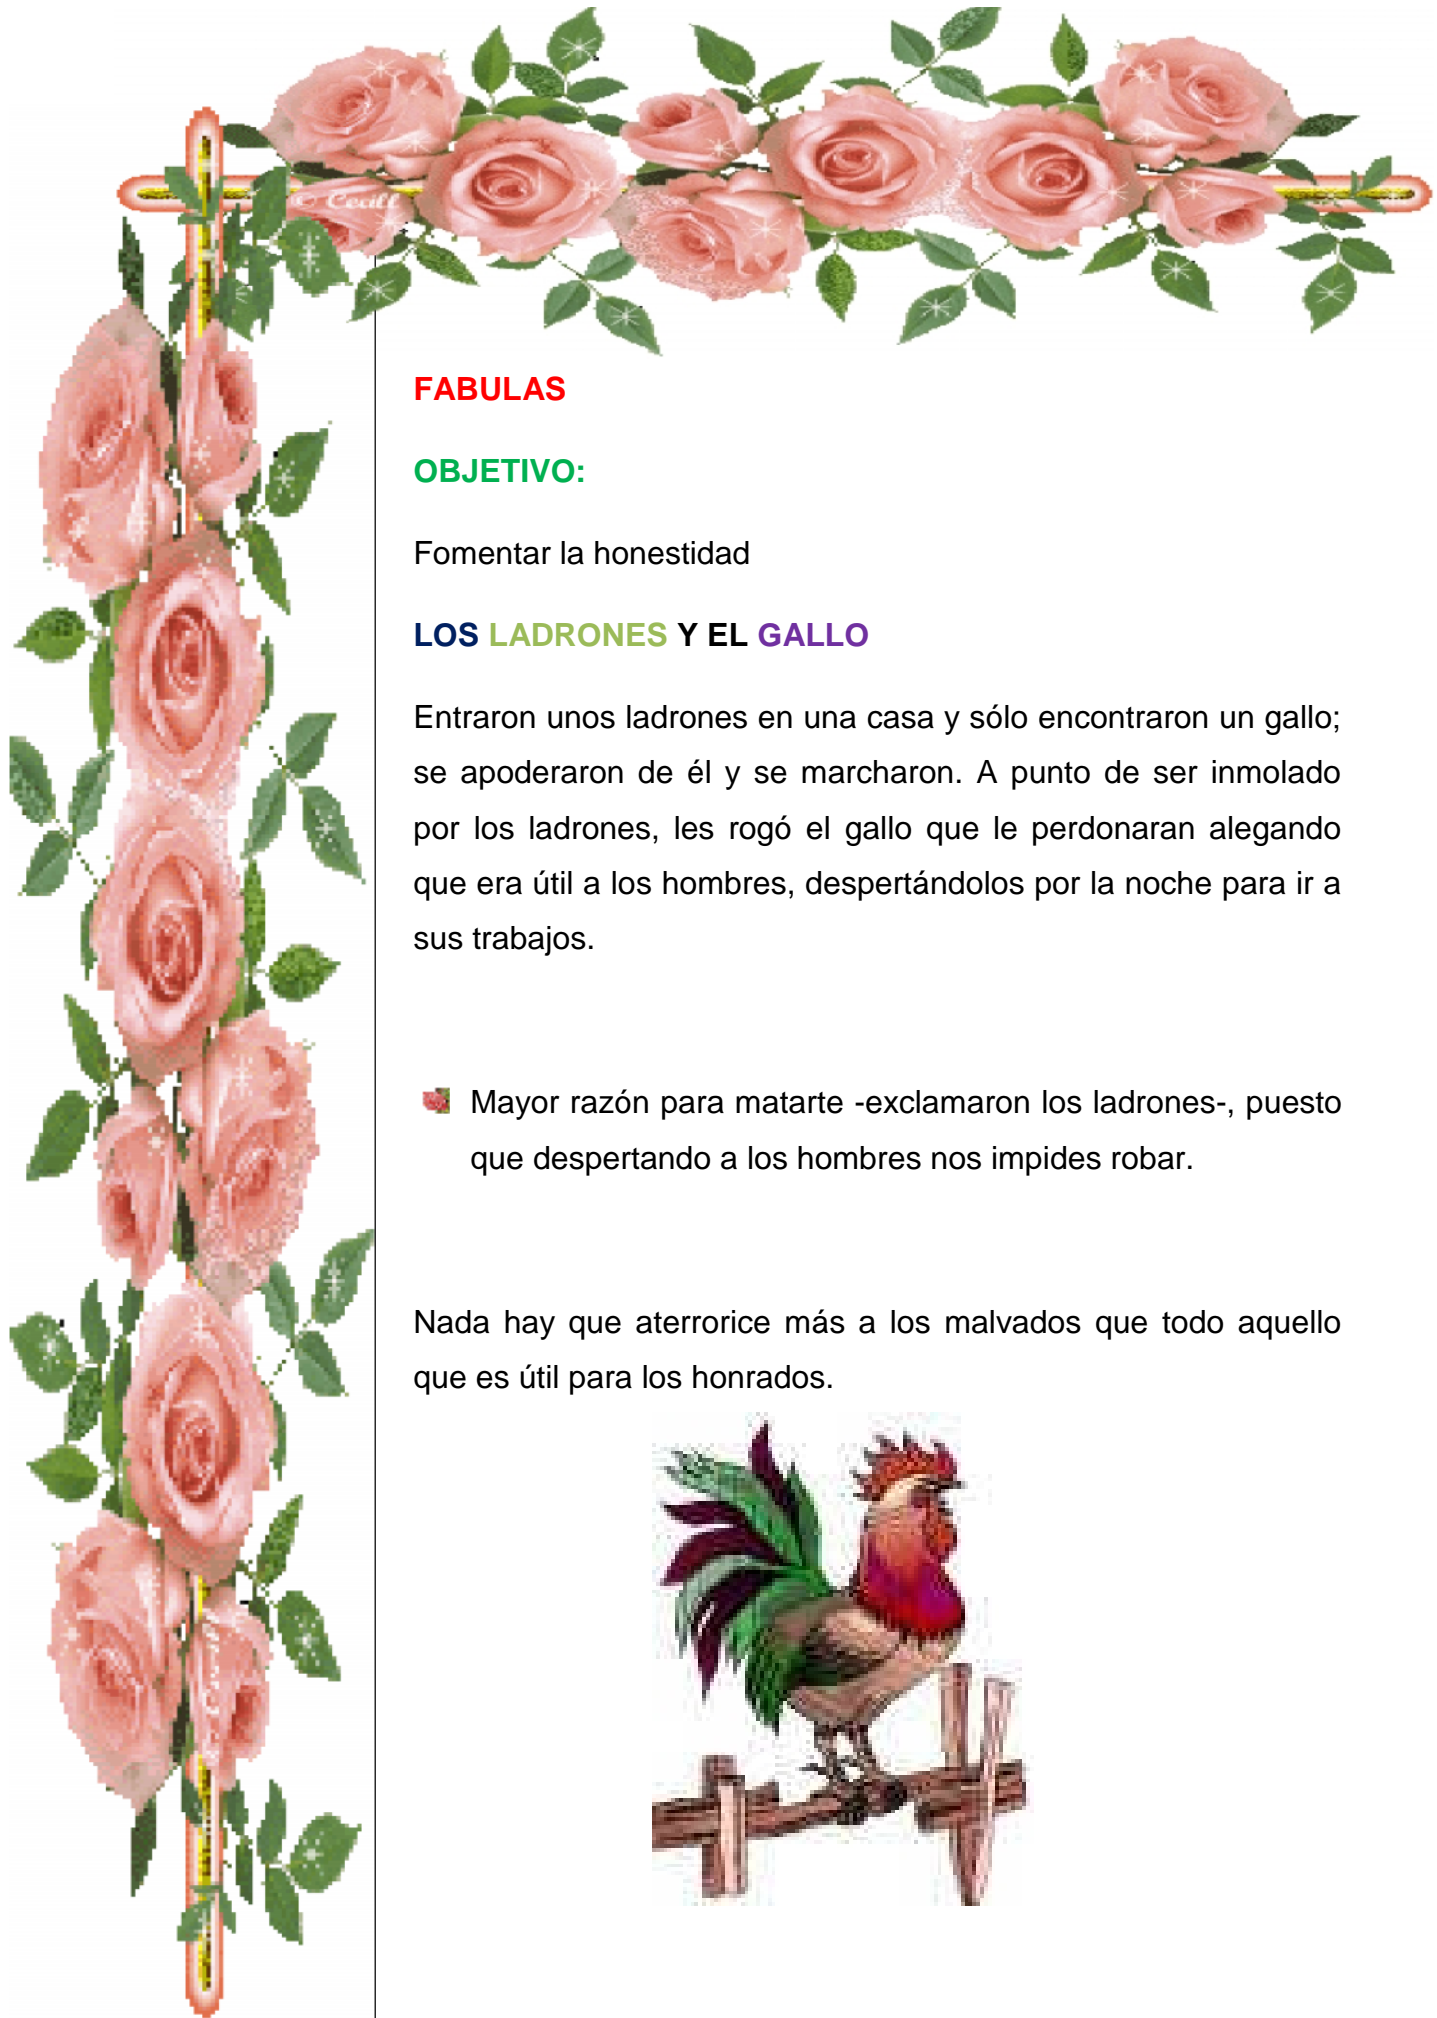 © Cecill
FABULAS
OBJETIVO:
Fomentar la honestidad
LOS LADRONES Y EL GALLO
Entraron unos ladrones en una casa y sólo encontraron un gallo;
se apoderaron de él y se marcharon. A punto de ser inmolado
por los ladrones, les rogó el gallo que le perdonaran alegando
que era útil a los hombres, despertándolos por la noche para ir a
sus trabajos.
Mayor razón para matarte -exclamaron los ladrones-, puesto
que despertando a los hombres nos impides robar.
Nada hay que aterrorice más a los malvados que todo aquello
que es útil para los honrados.